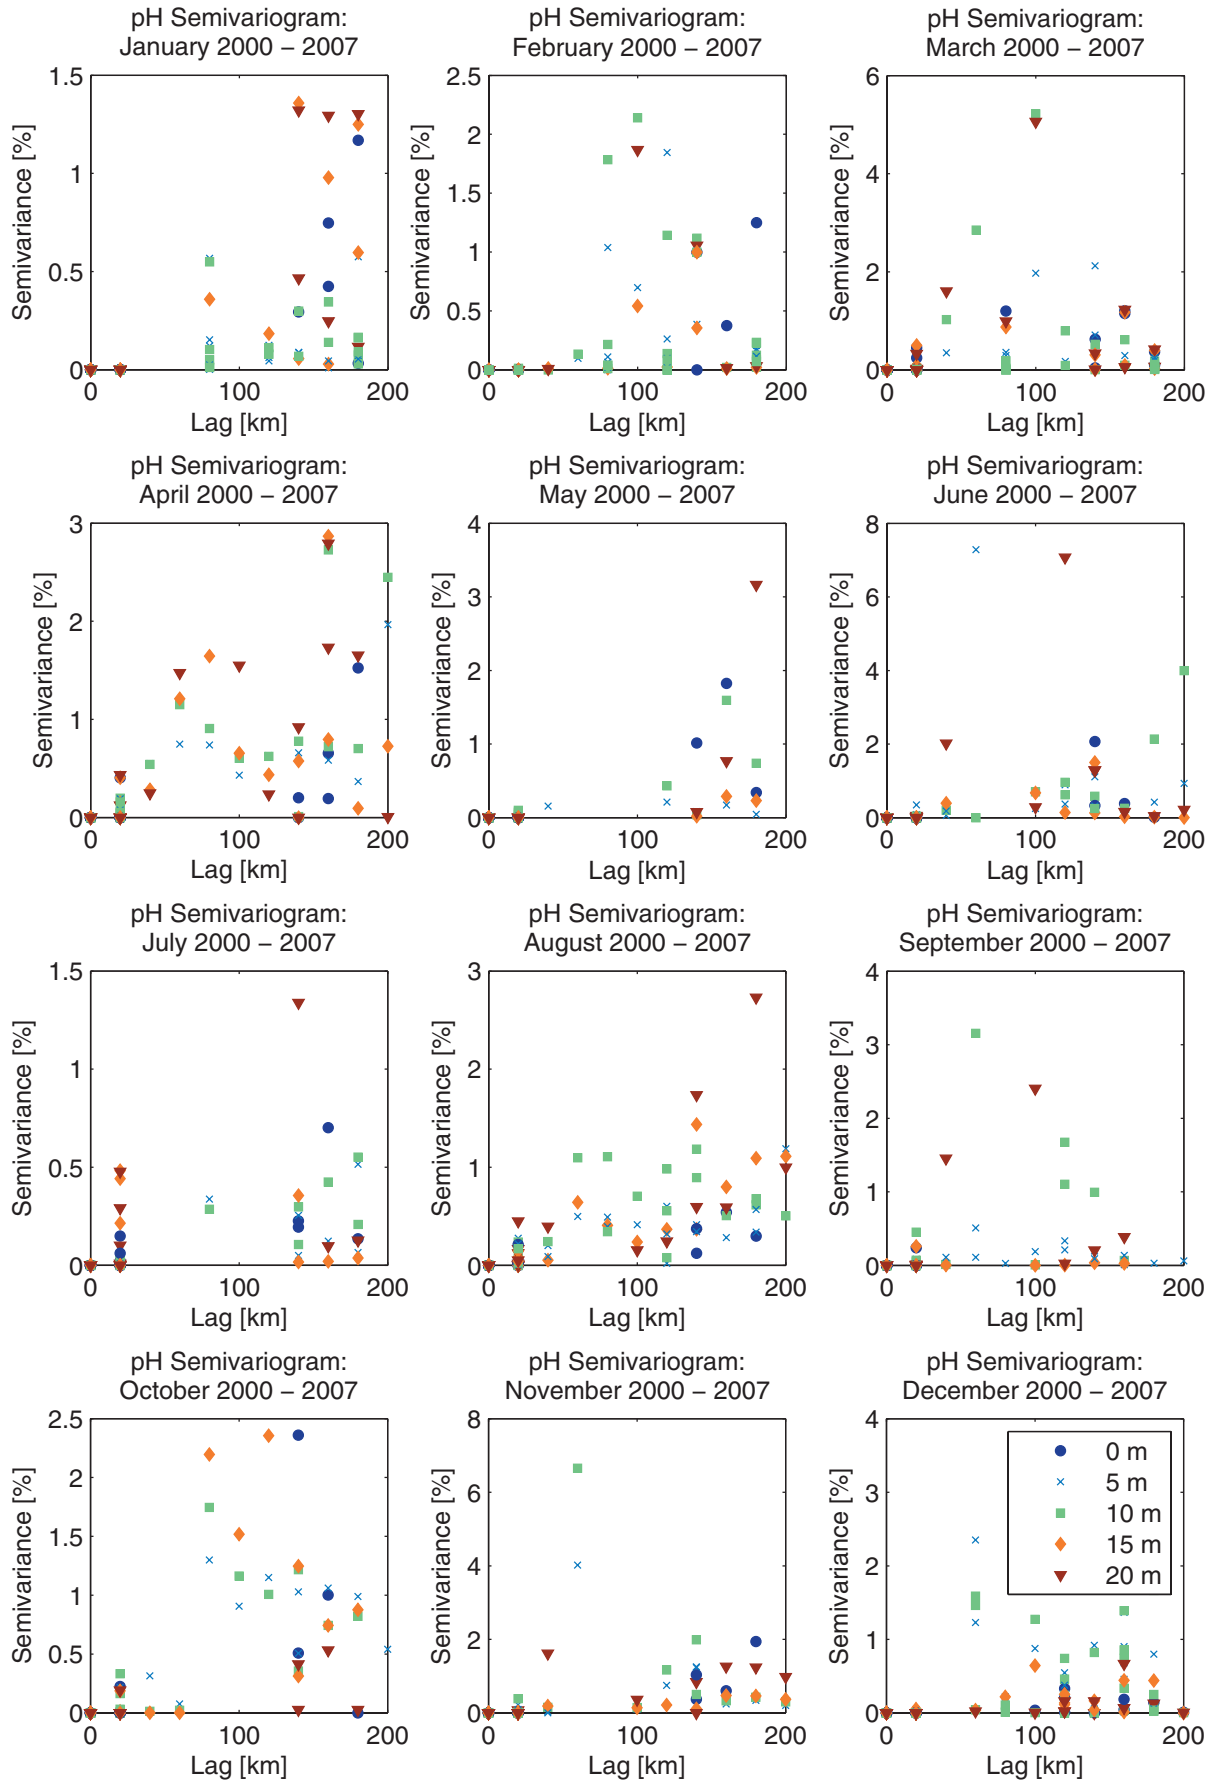 pH Semivariogram:
January 2000 – 2007
1.5
1
0.5
0
0
100
200
Semivariance [%]
Lag [km]
pH Semivariogram:
February 2000 – 2007
2.5
2
1.5
1
0.5
0
0
100
200
Semivariance [%]
Lag [km]
pH Semivariogram:
March 2000 – 2007
6
4
2
0
0
100
200
Semivariance [%]
Lag [km]
pH Semivariogram:
April 2000 – 2007
3
2
1
0
0
100
200
Semivariance [%]
Lag [km]
pH Semivariogram:
May 2000 – 2007
4
3
2
1
0
0
100
200
Semivariance [%]
Lag [km]
pH Semivariogram:
June 2000 – 2007
8
6
4
2
0
0
100
200
Semivariance [%]
Lag [km]
pH Semivariogram:
July 2000 – 2007
1.5
1
0.5
0
0
100
200
Semivariance [%]
Lag [km]
pH Semivariogram:
August 2000 – 2007
3
2
1
0
0
100
200
Semivariance [%]
Lag [km]
pH Semivariogram:
September 2000 – 2007
4
3
2
1
0
0
100
200
Semivariance [%]
Lag [km]
pH Semivariogram:
October 2000 – 2007
2.5
2
1.5
1
0.5
0
0
100
200
Semivariance [%]
Lag [km]
pH Semivariogram:
November 2000 – 2007
8
6
4
2
0
0
100
200
Semivariance [%]
Lag [km]
pH Semivariogram:
December 2000 – 2007
4
3
2
1
0
0
100
200
Semivariance [%]
Lag [km]
0 m
5 m
10 m
15 m
20 m